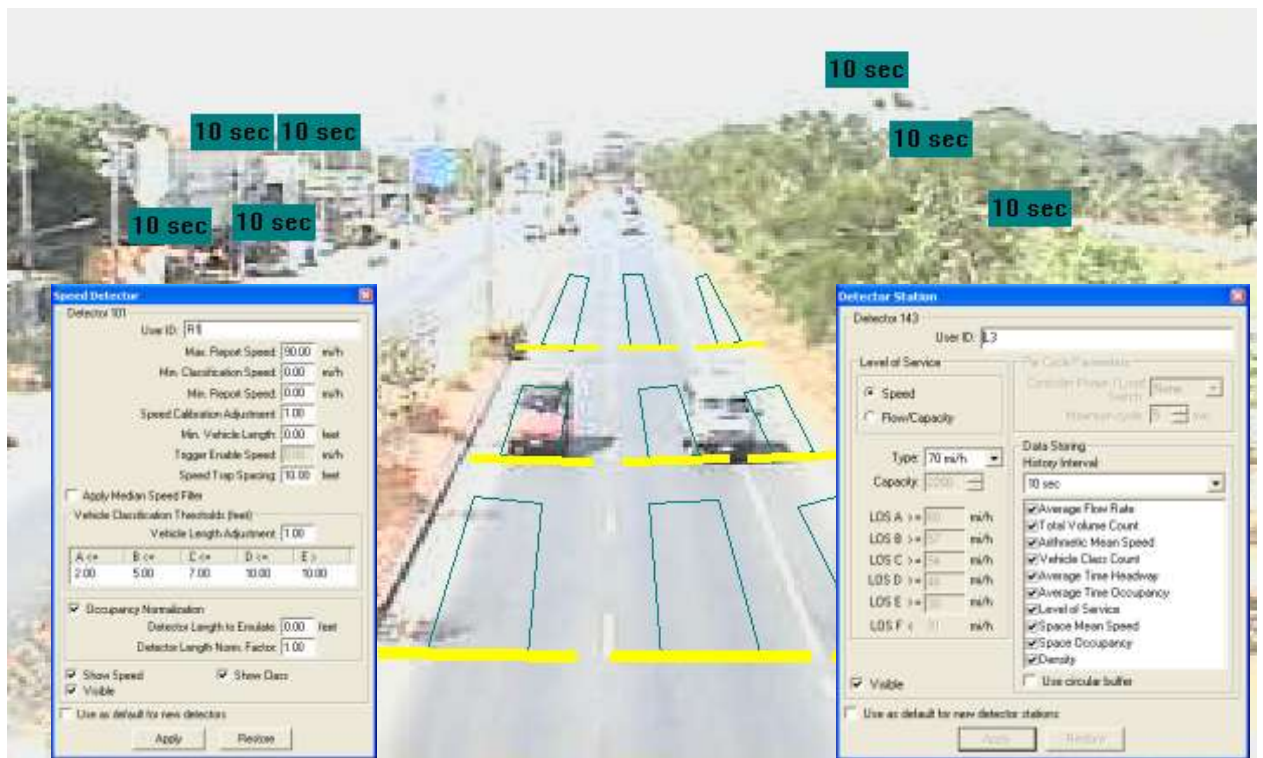 10 sec
10 sec 10 sec
10 sec
10 sec 10 sec
10 sec
Speed Detector
Detector 101
User ID: R1
Max. Report Speed: 90.00 mi/h
Min. Classification Speed: 0.00 mi/h
Min. Report Speed: 0.00 mi/h
Speed Calibration Adjustment: 1.00
Min. Vehicle Length: 0.00 feet
Trigger Enable Speed: mi/h
Speed Trap Spacing: 10.00 feet
Apply Median Speed Filter
Vehicle Classification Thresholds (feet)
Vehicle Length Adjustment: 1.00
A <= B <= C <= D <= E >
2.00 5.00 7.00 10.00 10.00
Occupancy Normalization
Detector Length to Emulate: 0.00 feet
Detector Length Norm. Factor: 1.00
Show Speed Show Class
Visible
Use as default for new detectors
Apply Restore
Detector Station
Detector 143
User ID: L3
Level of Service
Speed
Flow/Capacity
Type: 70 mi/h
Capacity:
LOS A >= mi/h
LOS B >= mi/h
LOS C >= mi/h
LOS D >= mi/h
LOS E >= mi/h
LOS F < mi/h
None
Data Storing
History Interval
10 sec
Average Flow Rate
Total Volume Count
Arithmetic Mean Speed
Vehicle Class Count
Average Time Headway
Average Time Occupancy
Level of Service
Space Mean Speed
Space Occupancy
Density
Use circular buffer
Visible
Use as default for new detector stations
Apply Restore